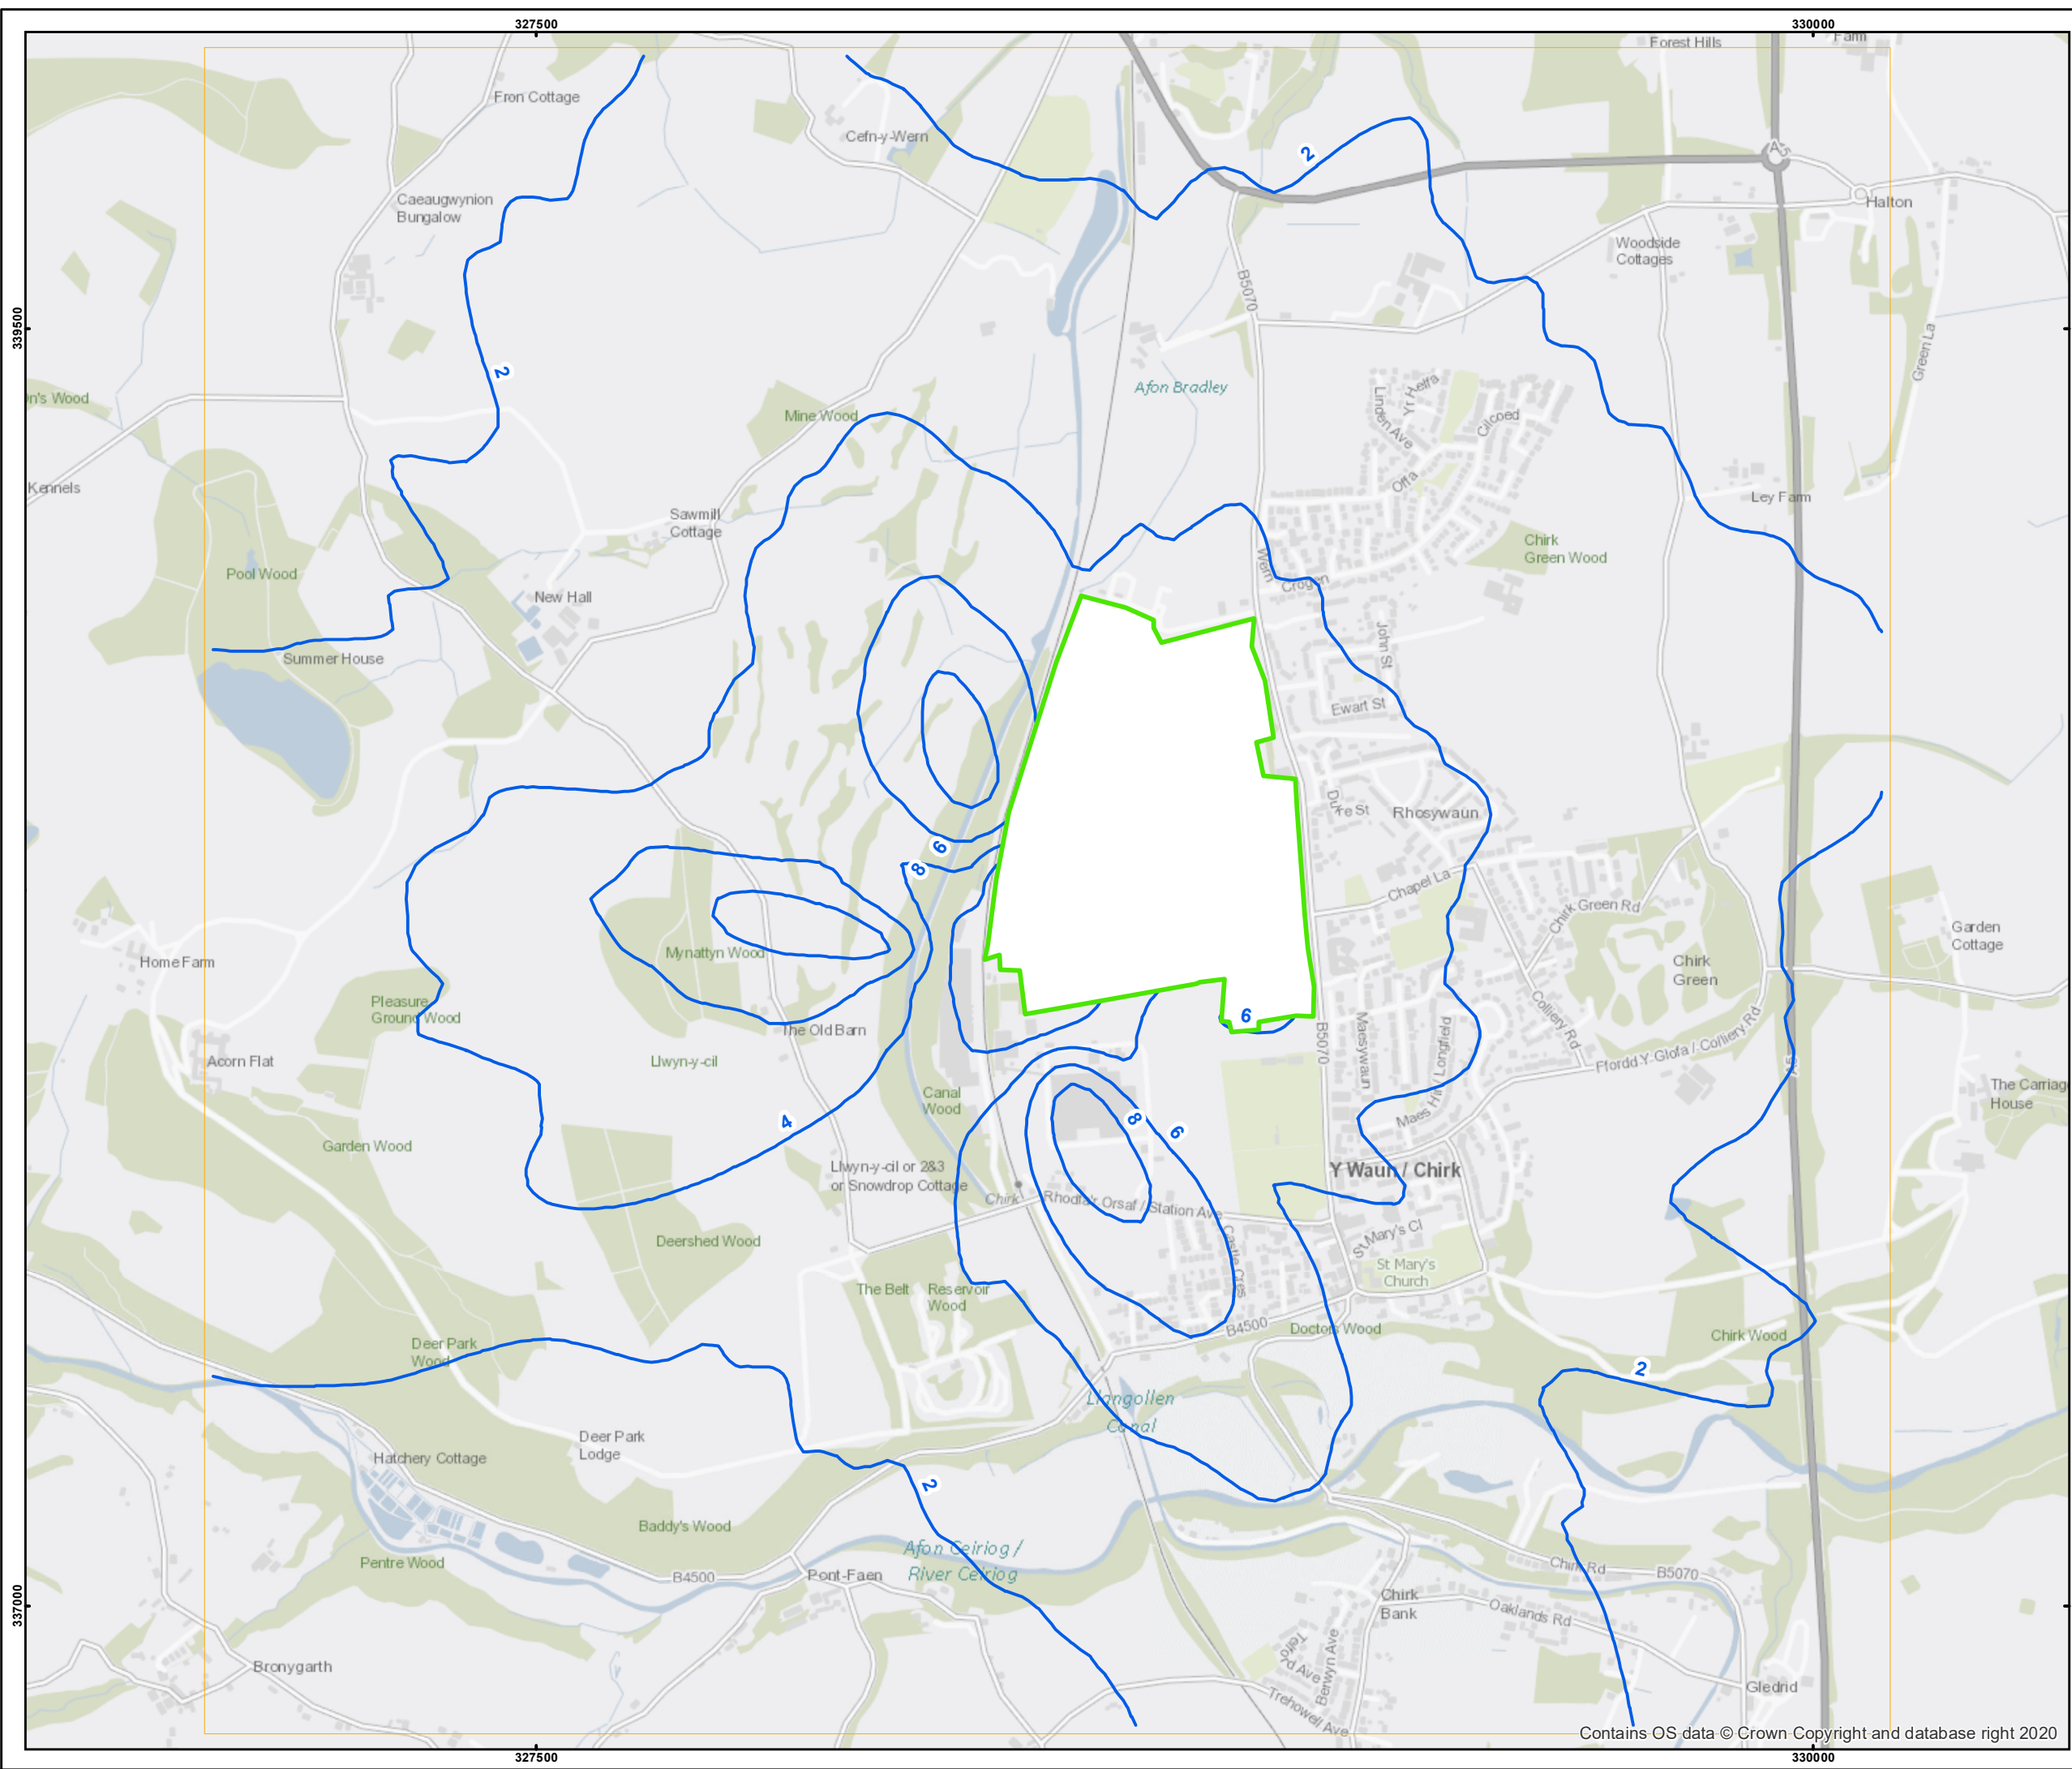 327500
330000
Forest Hills
Farm
Fron Cottage
Cefn-y-Wern
2
A5
Caeaugwynion
Bungalow
Halton
Woodside
Cottages
B5070
339500
339500
2
Green La
Afon Bradley
n's Wood
Mine Wood
Linden Ave
Yr Aelfa
Cilcoed
Offa
Kennels
Ley Farm
Sawmill
Cottage
Chirk
Green Wood
Pool Wood
Wern
Crogen
New Hall
John St
Summer House
Ewart St
Duke St
Rhosywaun
6
8
Chapel La
Chirk Green Rd
Mynattyn Wood
Home Farm
Garden
Cottage
Chirk
Green
Pleasure
Ground Wood
The Old Barn
6
B5070
Maesywaun
Maes Hir / Longfield
Colliery Rd
Ffordd Y Glofa / Colliery Rd
A5
Acorn Flat
Llwyn-y-cil
Canal
Wood
The Carriag
House
4
8
6
Garden Wood
Llwyn-y-cil or 2&3
or Snowdrop Cottage
Chirk
Y Waun / Chirk
Rhodfa'r Orsaf / Station Ave
Castle Cres
St Mary's Cl
Deershed Wood
St Mary's
Church
The Belt
Reservoir
Wood
B4500
Doctors Wood
Chirk Wood
Deer Park
Wood
2
Llangollen
Canal
Deer Park
Lodge
Hatchery Cottage
2
Baddy's Wood
Afon Ceiriog /
River Ceiriog
Pentre Wood
B4500
Pont-Faen
Chirk Rd
B5070
Chirk
Bank
Oaklands Rd
337000
Telford Ave
Berwyn Ave
Bronygarth
Trehowell Ave
Gledrid
Contains OS data © Crown Copyright and database right 2020
327500
330000